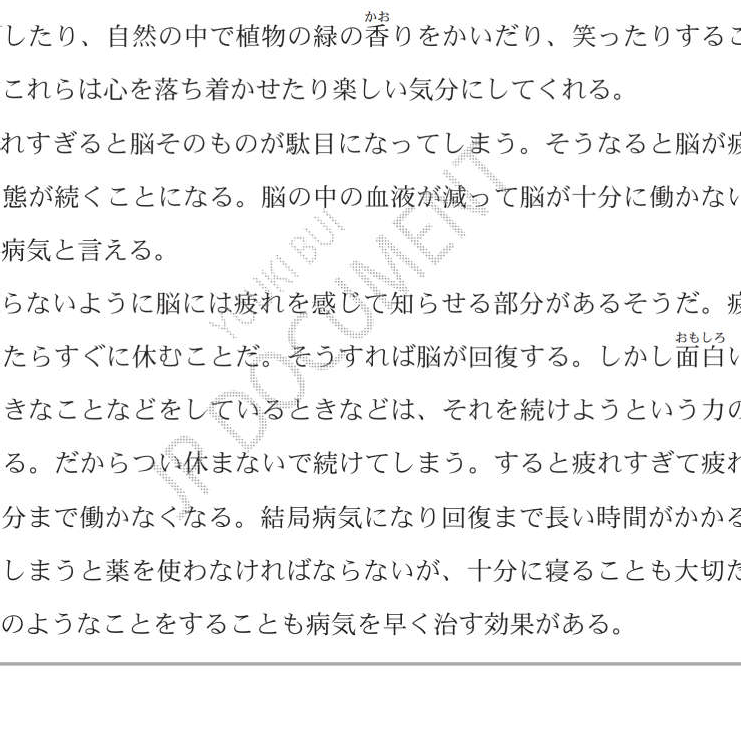 したり、自然の中で植物の緑の香りをかいだり、笑ったりするこ
これらは心を落ち着かせたり楽しい気分にしてくれる。
れすぎると脳そのものが駄目になってしまう。そうなると脳が疲
態が続くことになる。脳の中の血液が減って脳が十分に働かない
病気と言える。
らないように脳には疲れを感じて知らせる部分があるそうだ。疲
たらすぐに休むことだ。そうすれば脳が回復する。しかし面白い
きなことなどをしているときなどは、それを続けようという力の
る。だからつい休まないで続けてしまう。すると疲れすぎて疲れ
分まで働かなくなる。結局病気になり回復まで長い時間がかかる
しまうと薬を使わなければならないが、十分に寝ることも大切だ
のようなことをすることも病気を早く治す効果がある。
かお
おもしろ
YUUKI BUI
JP DOCUMENT